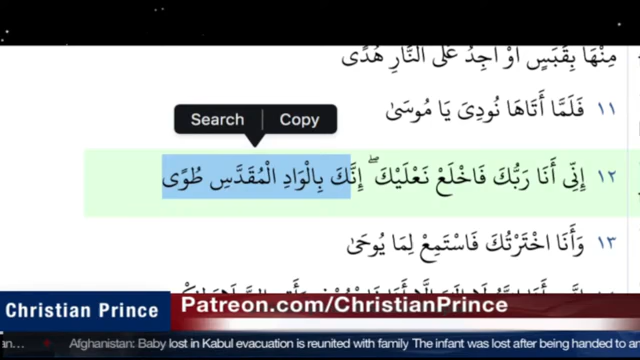 مِنْهَا بِقَبَسٍ أَوْ أَجِدُ عَلَى النَّارِ هُدًى
١١ فَلَمَّا أَتَاهَا نُودِيَ يَا مُوسَىٰ
Search Copy
١٢ إِنِّي أَنَا رَبُّكَ فَاخْلَعْ نَعْلَيْكَ ۖ إِنَّكَ بِالْوَادِ الْمُقَدَّسِ طُوًى
١٣ وَأَنَا اخْتَرْتُكَ فَاسْتَمِعْ لِمَا يُوحَىٰ
Christian Prince
Patreon.com/ChristianPrince
an... Afghanistan: Baby lost in Kabul evacuation is reunited with family The infant was lost after being handed to